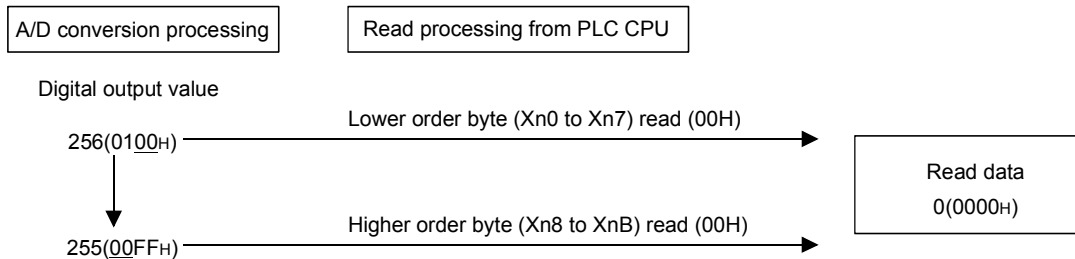 A/D conversion processing
Read processing from PLC CPU
Digital output value
Lower order byte (Xn0 to Xn7) read (00H)
256(0100H)
Read data
0(0000H)
Higher order byte (Xn8 to XnB) read (00H)
255(00FFH)